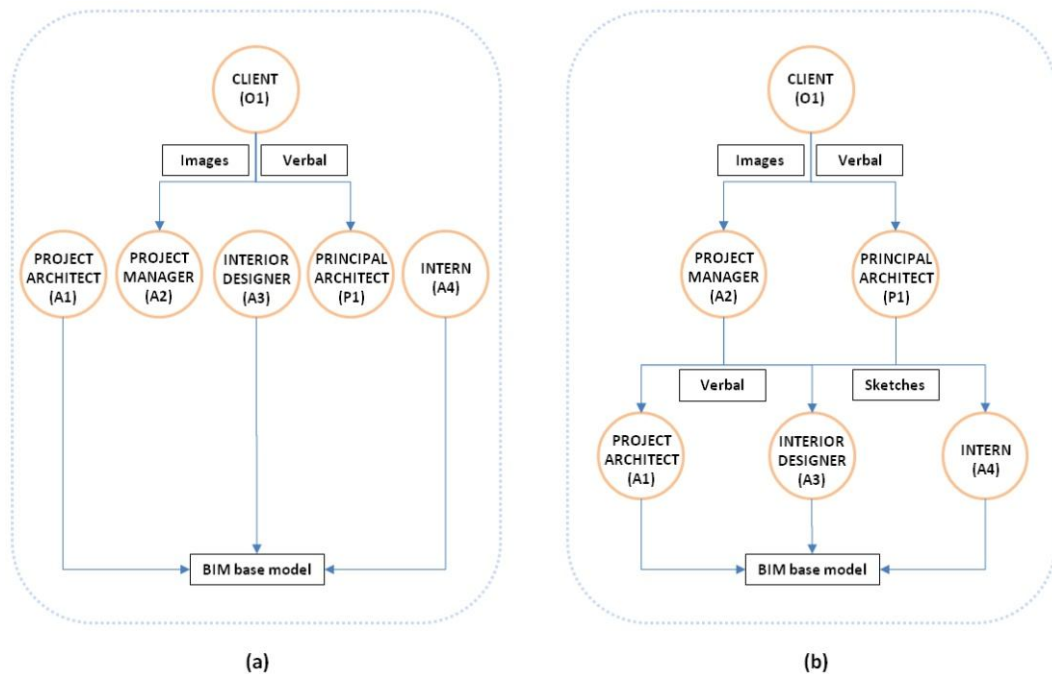 CLIENT
(O1)
Images
Verbal
PROJECT
ARCHITECT
(A1)
PROJECT
MANAGER
(A2)
INTERIOR
DESIGNER
(A3)
PRINCIPAL
ARCHITECT
(P1)
INTERN
(A4)
BIM base model
(a)
CLIENT
(O1)
Images
Verbal
PROJECT
MANAGER
(A2)
PRINCIPAL
ARCHITECT
(P1)
Verbal
Sketches
PROJECT
ARCHITECT
(A1)
INTERIOR
DESIGNER
(A3)
INTERN
(A4)
BIM base model
(b)